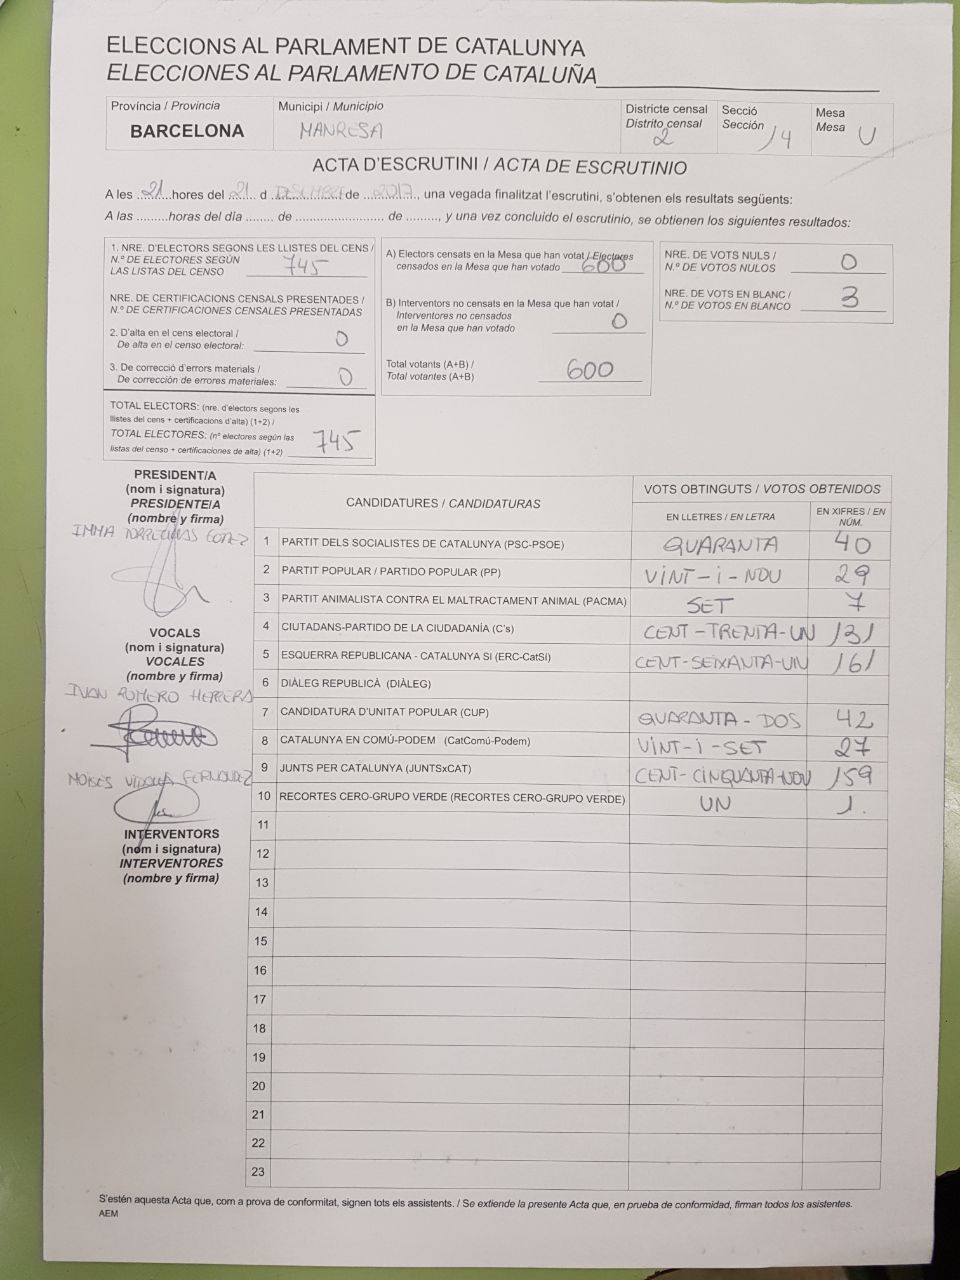 ELECCIONS AL PARLAMENT DE CATALUNYA
ELECCIONES AL PARLAMENTO DE CATALUÑA
Província / Provincia
BARCELONA
Municipi / Municipio
MANRESA
Districte censal
Distrito censal
2
Secció
Sección
14
Mesa
Mesa
U
ACTA D'ESCRUTINI / ACTA DE ESCRUTINIO
A les ..21..hores del .21.. d DESEMBRE de ..2017.., una vegada finalitzat l'escrutini, s'obtenen els resultats següents:
A las .........horas del día ........ de ......................... de ........., y una vez concluido el escrutinio, se obtienen los siguientes resultados:
1. NRE. D'ELECTORS SEGONS LES LLISTES DEL CENS /
N.º DE ELECTORES SEGÚN
LAS LISTAS DEL CENSO 745
NRE. DE CERTIFICACIONS CENSALS PRESENTADES /
N.º DE CERTIFICACIONES CENSALES PRESENTADAS
2. D'alta en el cens electoral /
De alta en el censo electoral: 0
3. De correcció d'errors materials /
De corrección de errores materiales: 0
TOTAL ELECTORS: (nre. d'electors segons les
llistes del cens + certificacions d'alta) (1+2) /
TOTAL ELECTORES: (nº electores según las
listas del censo + certificaciones de alta) (1+2) 745
A) Electors censats en la Mesa que han votat / Electores
censados en la Mesa que han votado 600
B) Interventors no censats en la Mesa que han votat /
Interventores no censados
en la Mesa que han votado 0
Total votants (A+B) /
Total votantes (A+B) 600
NRE. DE VOTS NULS /
N.º DE VOTOS NULOS 0
NRE. DE VOTS EN BLANC /
N.º DE VOTOS EN BLANCO 3
PRESIDENT/A
(nom i signatura)
PRESIDENTE/A
(nombre y firma)
IMMA TORRECILLAS GÓMEZ
VOCALS
(nom i signatura)
VOCALES
(nombre y firma)
IVAN ROMERO HERRERA
MOISES FERNANDEZ
INTERVENTORS
(nom i signatura)
INTERVENTORES
(nombre y firma)
CANDIDATURES / CANDIDATURAS
VOTS OBTINGUTS / VOTOS OBTENIDOS
EN LLETRES / EN LETRA
EN XIFRES / EN NÚM.
1 PARTIT DELS SOCIALISTES DE CATALUNYA (PSC-PSOE) QUARANTA 40
2 PARTIT POPULAR / PARTIDO POPULAR (PP) VINT-I-NOU 29
3 PARTIT ANIMALISTA CONTRA EL MALTRACTAMENT ANIMAL (PACMA) SET 7
4 CIUTADANS-PARTIDO DE LA CIUDADANÍA (C's) CENT-TRENTA-UN 131
5 ESQUERRA REPUBLICANA - CATALUNYA SI (ERC-CatSI) CENT-SEIXANTA-UN 161
6 DIÀLEG REPUBLICÀ (DIÀLEG)
7 CANDIDATURA D'UNITAT POPULAR (CUP) QUARANTA-DOS 42
8 CATALUNYA EN COMÚ-PODEM (CatComú-Podem) VINT-I-SET 27
9 JUNTS PER CATALUNYA (JUNTSxCAT) CENT-CINQUANTA-NOU 159
10 RECORTES CERO-GRUPO VERDE (RECORTES CERO-GRUPO VERDE) UN 1.
11
12
13
14
15
16
17
18
19
20
21
22
23
S'estén aquesta Acta que, com a prova de conformitat, signen tots els assistents. / Se extiende la presente Acta que, en prueba de conformidad, firman todos los asistentes.
AEM